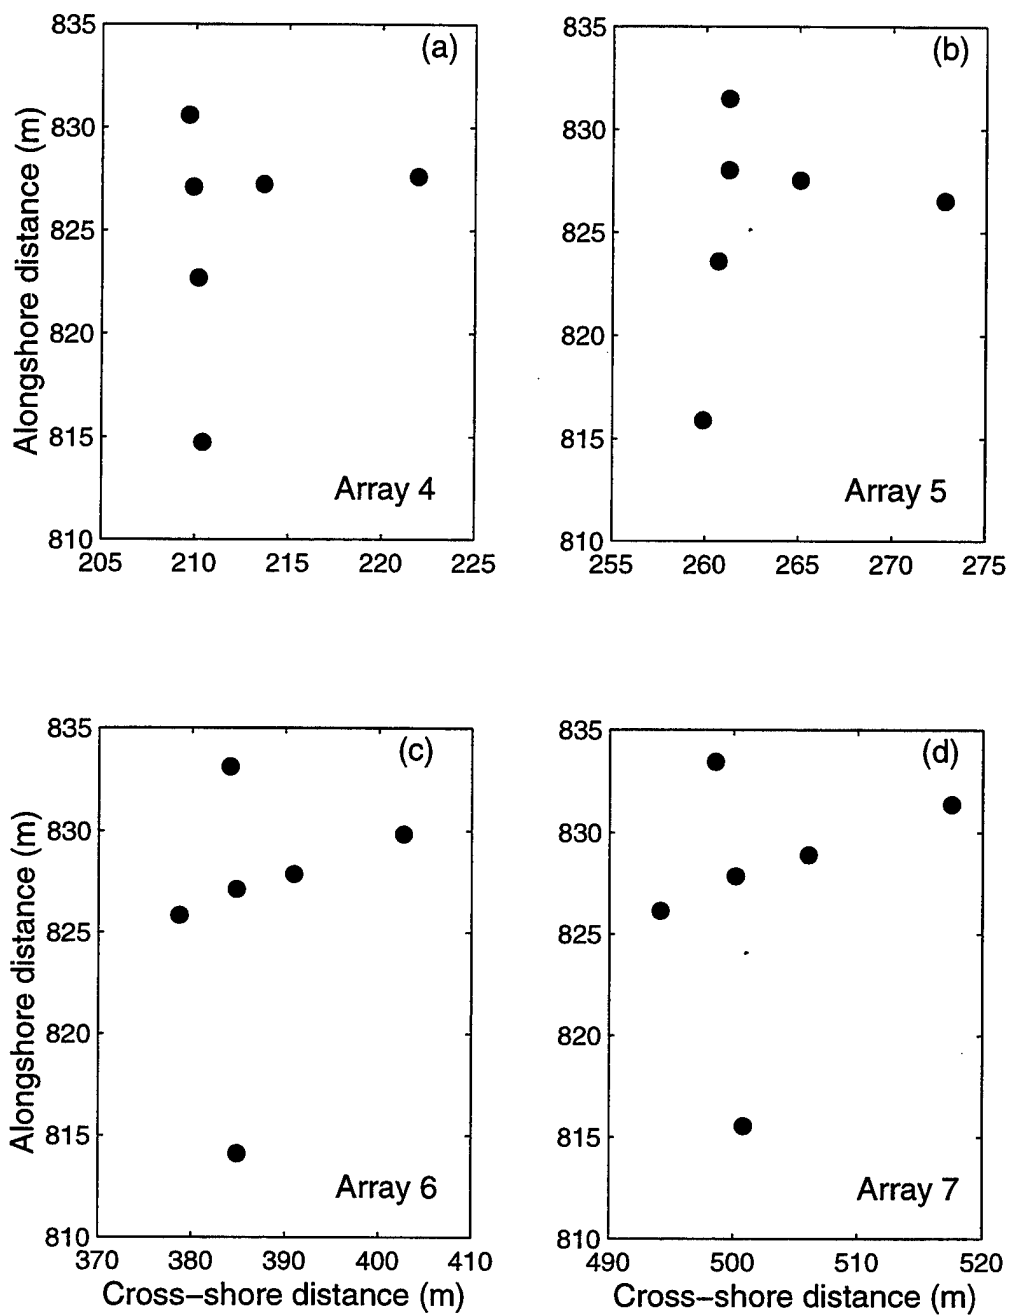 (a)
Alongshore distance (m)
835
830
825
820
815
810
205 210 215 220 225
Array 4
(b)
835
830
825
820
815
810
255 260 265 270 275
Array 5
(c)
Alongshore distance (m)
835
830
825
820
815
810
370 380 390 400 410
Cross-shore distance (m)
Array 6
(d)
835
830
825
820
815
810
490 500 510 520
Cross-shore distance (m)
Array 7